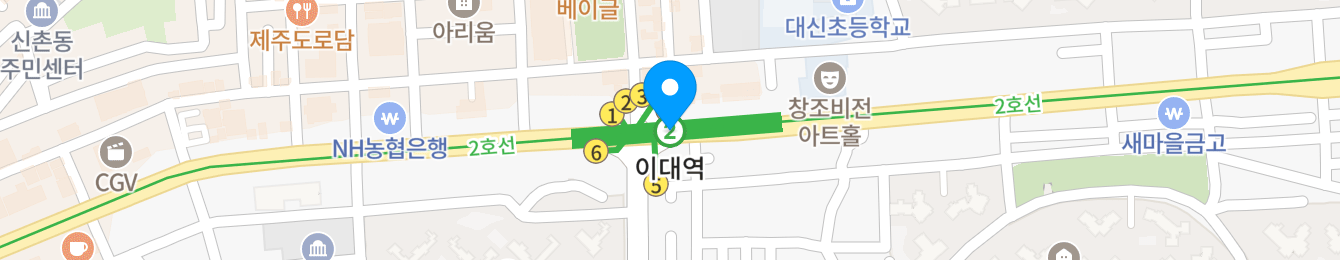 베이글
제주도로담
아리움
대신초등학교
신촌동
주민센터
3
2
1
창조비전
아트홀
2호선
NH농협은행
2호선
2
6
새마을금고
이대역
5
CGV